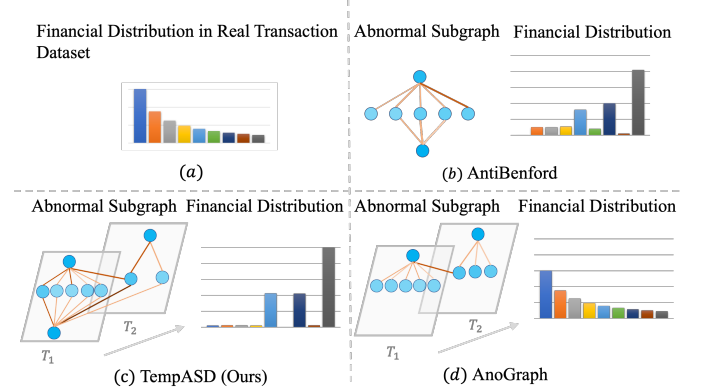 Financial Distribution in Real Transaction
Dataset
(a)
Abnormal Subgraph Financial Distribution
(b) AntiBenford
Abnormal Subgraph Financial Distribution
T₁
T₂
(c) TempASD (Ours)
Abnormal Subgraph Financial Distribution
T₁
T₂
(d) AnoGraph